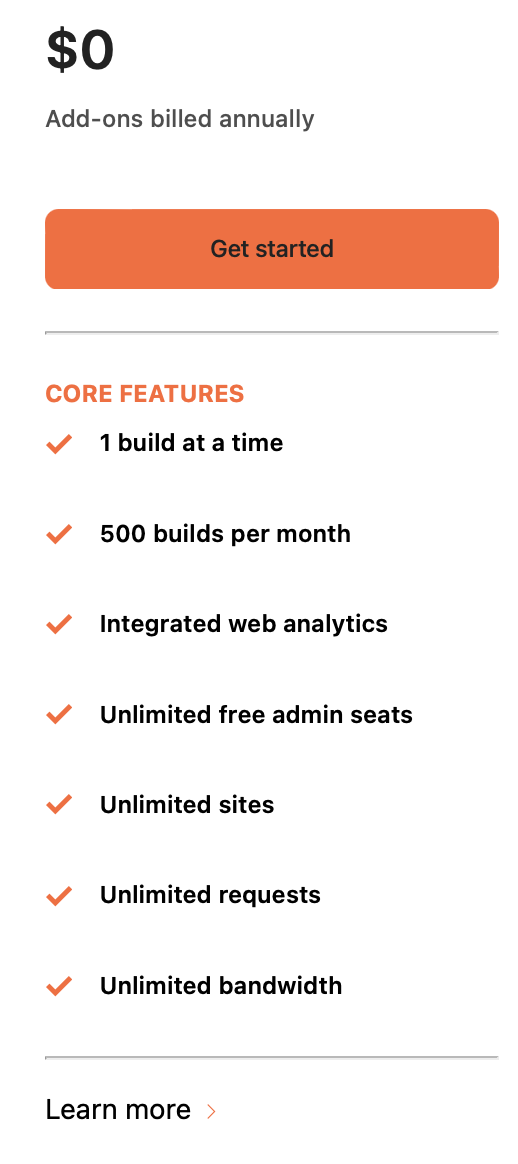 $0
Add-ons billed annually
Get started
CORE FEATURES
1 build at a time
500 builds per month
Integrated web analytics
Unlimited free admin seats
Unlimited sites
Unlimited requests
Unlimited bandwidth
Learn more